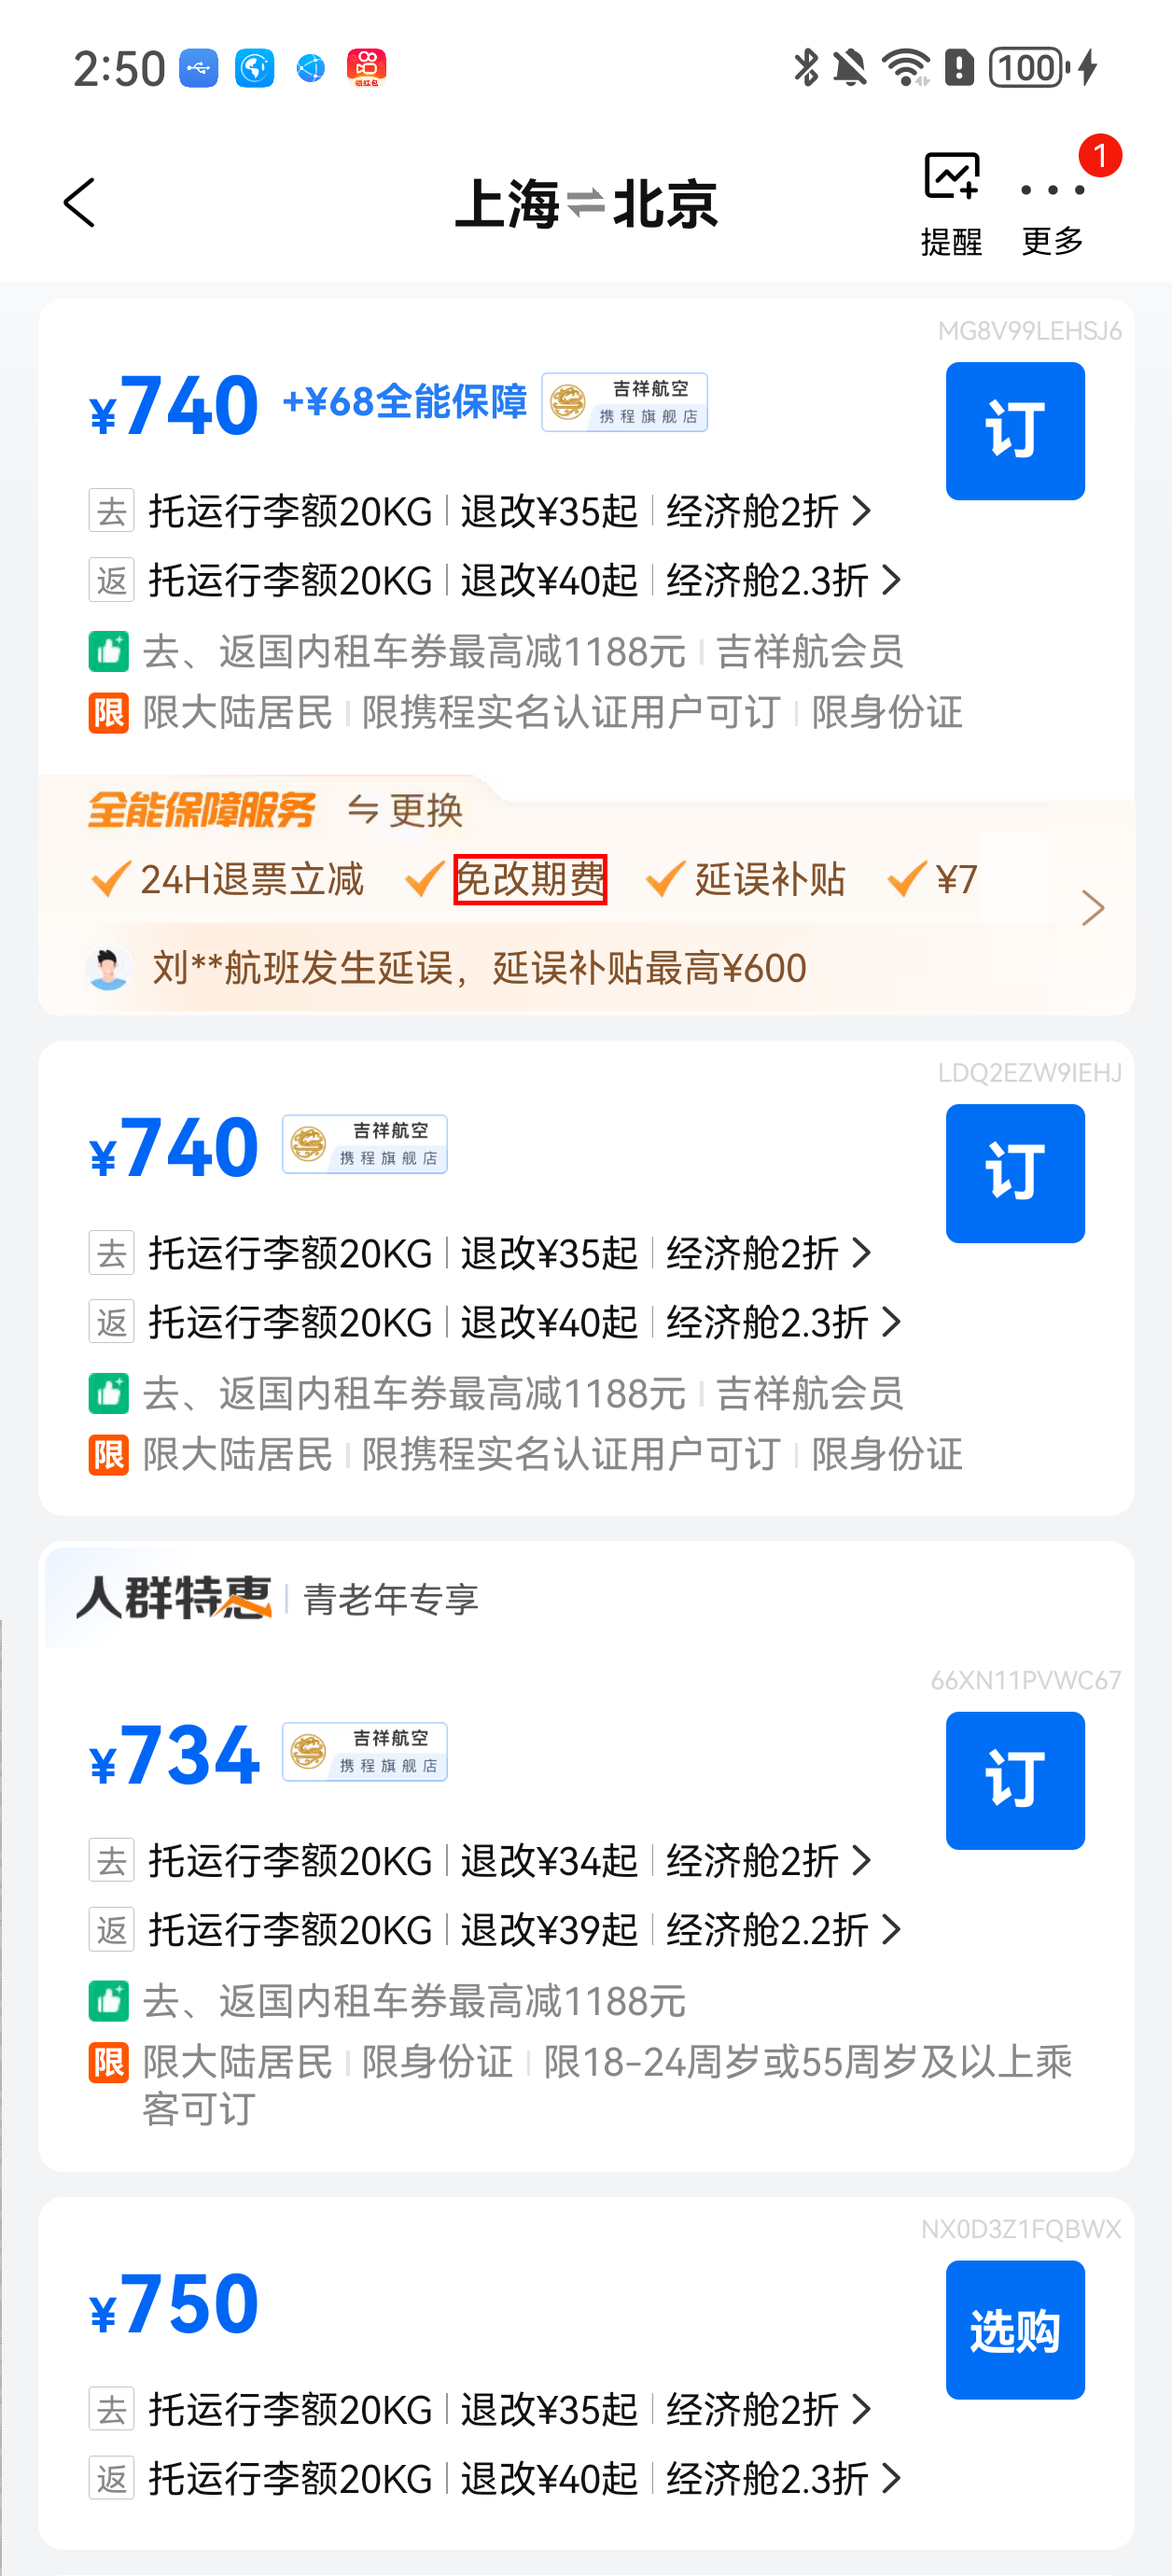 2:50
领红包
100
上海⇌北京
提醒
更多
1
MG8V99LEHSJ6
¥740 +¥68全能保障 吉祥航空 携程旗舰店
订
去 托运行李额20KG 退改¥35起 经济舱2折
返 托运行李额20KG 退改¥40起 经济舱2.3折
去、返国内租车券最高减1188元 吉祥航会员
限 限大陆居民 限携程实名认证用户可订 限身份证
全能保障服务 ⇋更换
24H退票立减 免改期费 延误补贴 ¥7
刘**航班发生延误，延误补贴最高¥600
LDQ2EZW9IEHJ
¥740 吉祥航空 携程旗舰店
订
去 托运行李额20KG 退改¥35起 经济舱2折
返 托运行李额20KG 退改¥40起 经济舱2.3折
去、返国内租车券最高减1188元 吉祥航会员
限 限大陆居民 限携程实名认证用户可订 限身份证
人群特惠 青老年专享
66XN11PVWC67
¥734 吉祥航空 携程旗舰店
订
去 托运行李额20KG 退改¥34起 经济舱2折
返 托运行李额20KG 退改¥39起 经济舱2.2折
去、返国内租车券最高减1188元
限 限大陆居民 限身份证 限18-24周岁或55周岁及以上乘
客可订
NX0D3Z1FQBWX
¥750
选购
去 托运行李额20KG 退改¥35起 经济舱2折
返 托运行李额20KG 退改¥40起 经济舱2.3折